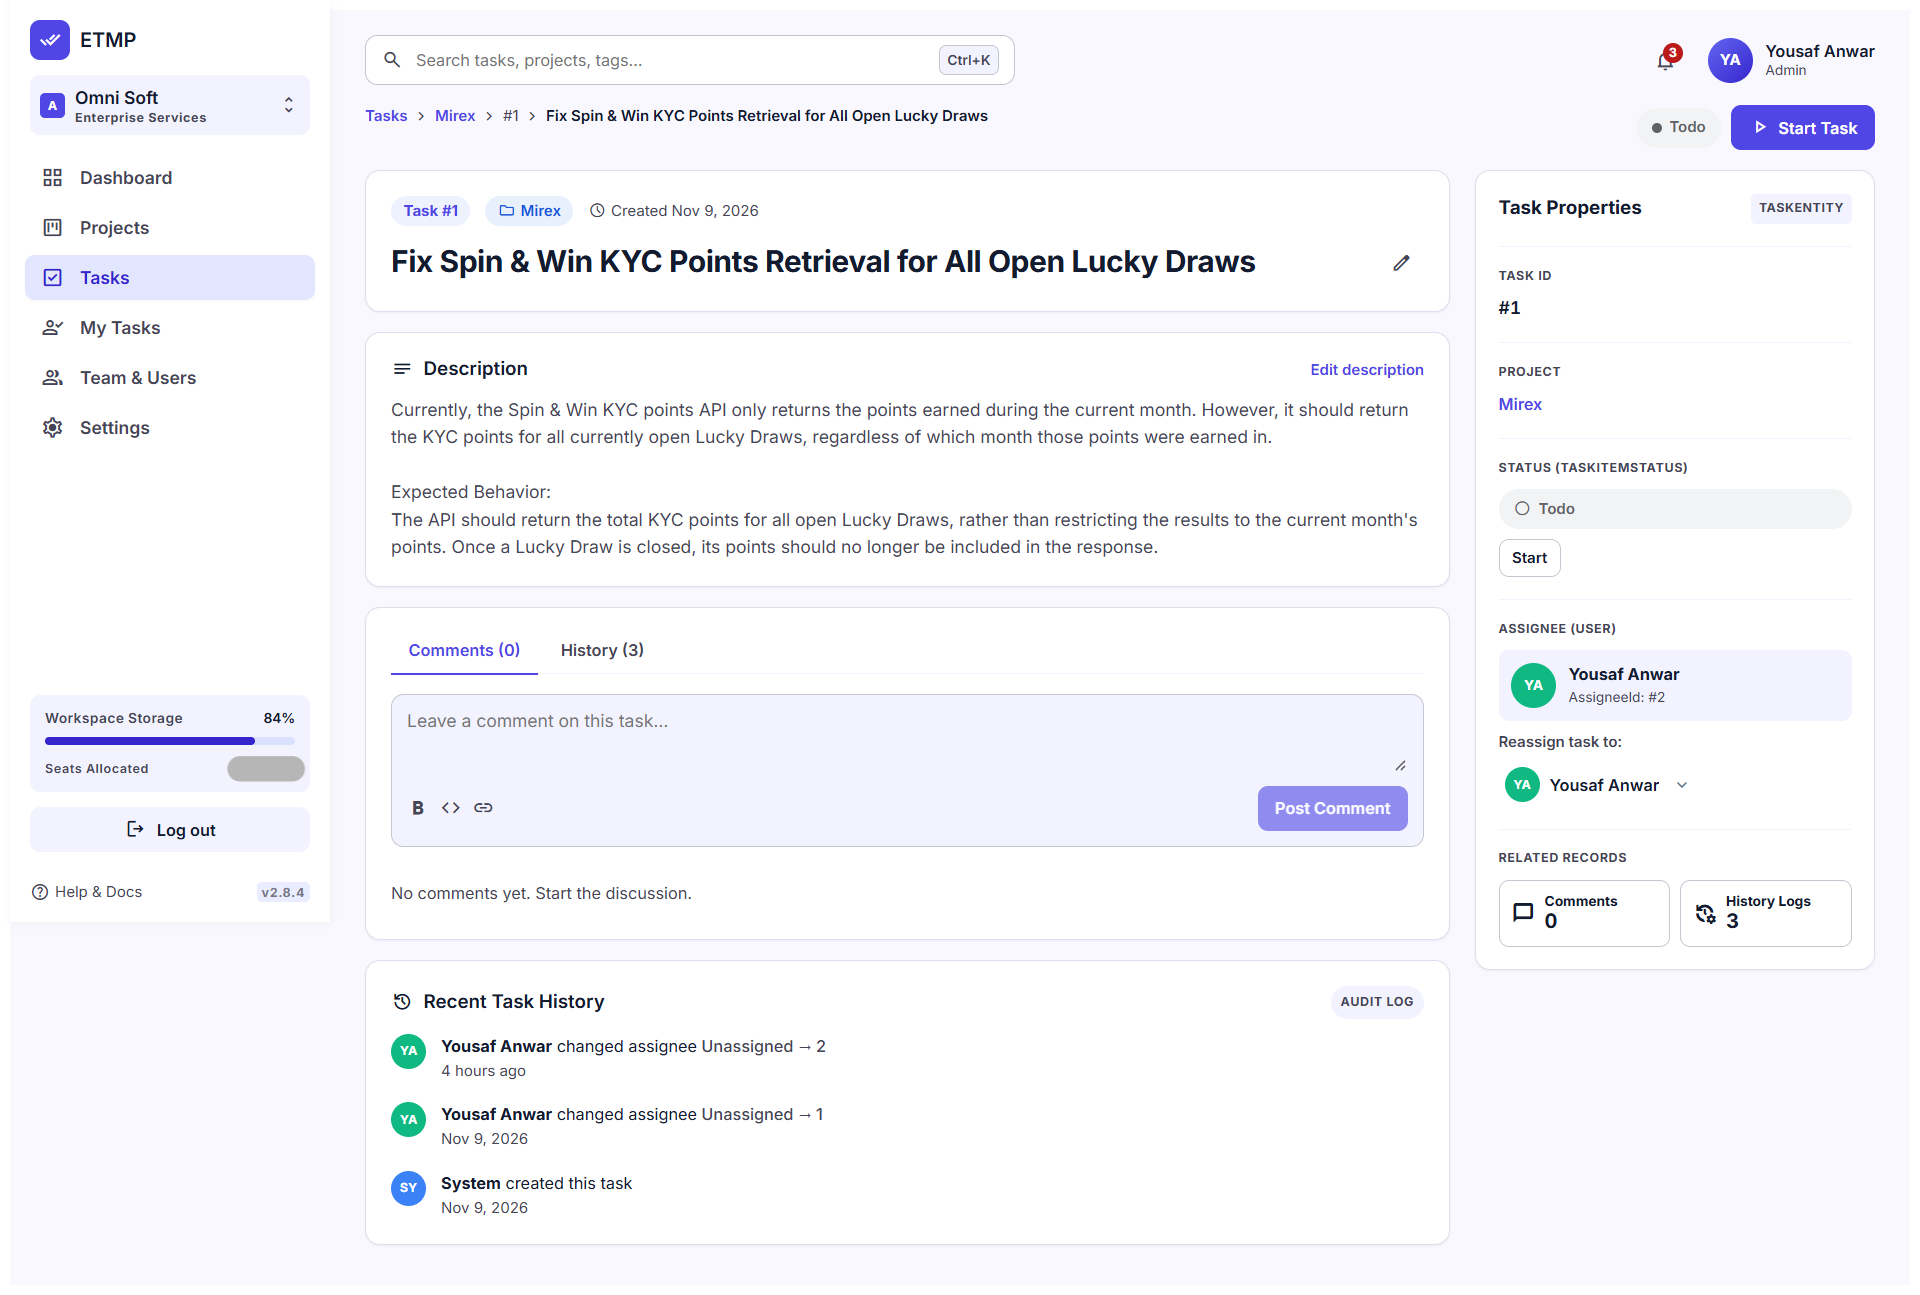 ETMP
A
Omni Soft
Enterprise Services
Dashboard
Projects
Tasks
My Tasks
Team & Users
Settings
Workspace Storage 84%
Seats Allocated
Log out
Help & Docs v2.8.4
Search tasks, projects, tags... Ctrl+K
3
YA
Yousaf Anwar
Admin
Tasks > Mirex > #1 > Fix Spin & Win KYC Points Retrieval for All Open Lucky Draws
Todo
Start Task
Task #1 Mirex Created Nov 9, 2026
Fix Spin & Win KYC Points Retrieval for All Open Lucky Draws
Description
Edit description
Currently, the Spin & Win KYC points API only returns the points earned during the current month. However, it should return
the KYC points for all currently open Lucky Draws, regardless of which month those points were earned in.
Expected Behavior:
The API should return the total KYC points for all open Lucky Draws, rather than restricting the results to the current month's
points. Once a Lucky Draw is closed, its points should no longer be included in the response.
Comments (0) History (3)
Leave a comment on this task...
B
Post Comment
No comments yet. Start the discussion.
Recent Task History
AUDIT LOG
YA
Yousaf Anwar changed assignee Unassigned → 2
4 hours ago
YA
Yousaf Anwar changed assignee Unassigned → 1
Nov 9, 2026
SY
System created this task
Nov 9, 2026
Task Properties
TASKENTITY
TASK ID
#1
PROJECT
Mirex
STATUS (TASKITEMSTATUS)
Todo
Start
ASSIGNEE (USER)
YA
Yousaf Anwar
AssigneeId: #2
Reassign task to:
YA
Yousaf Anwar
RELATED RECORDS
Comments
0
History Logs
3